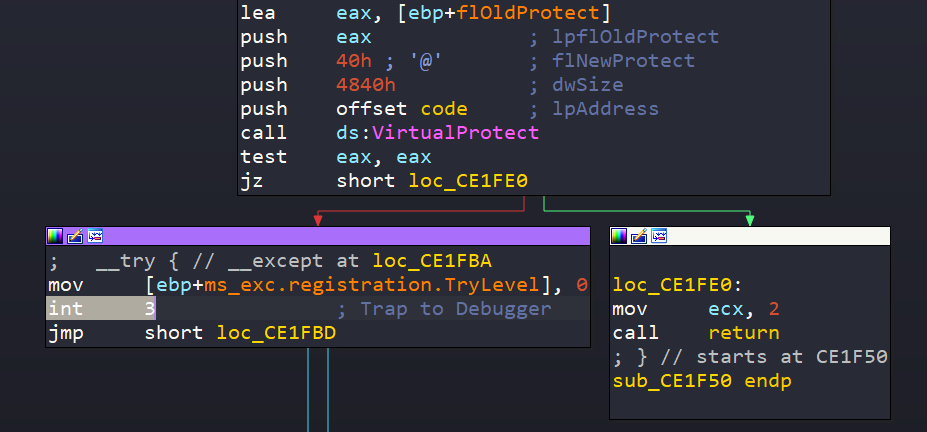 lea     eax, [ebp+flOldProtect]
push    eax             ; lpflOldProtect
push    40h ; '@'       ; flNewProtect
push    4840h           ; dwSize
push    offset code     ; lpAddress
call    ds:VirtualProtect
test    eax, eax
jz      short loc_CE1FE0
;   __try { // __except at loc_CE1FBA
mov     [ebp+ms_exc.registration.TryLevel], 0
int     3               ; Trap to Debugger
jmp     short loc_CE1FBD
loc_CE1FE0:
mov     ecx, 2
call    return
; } // starts at CE1F50
sub_CE1F50 endp